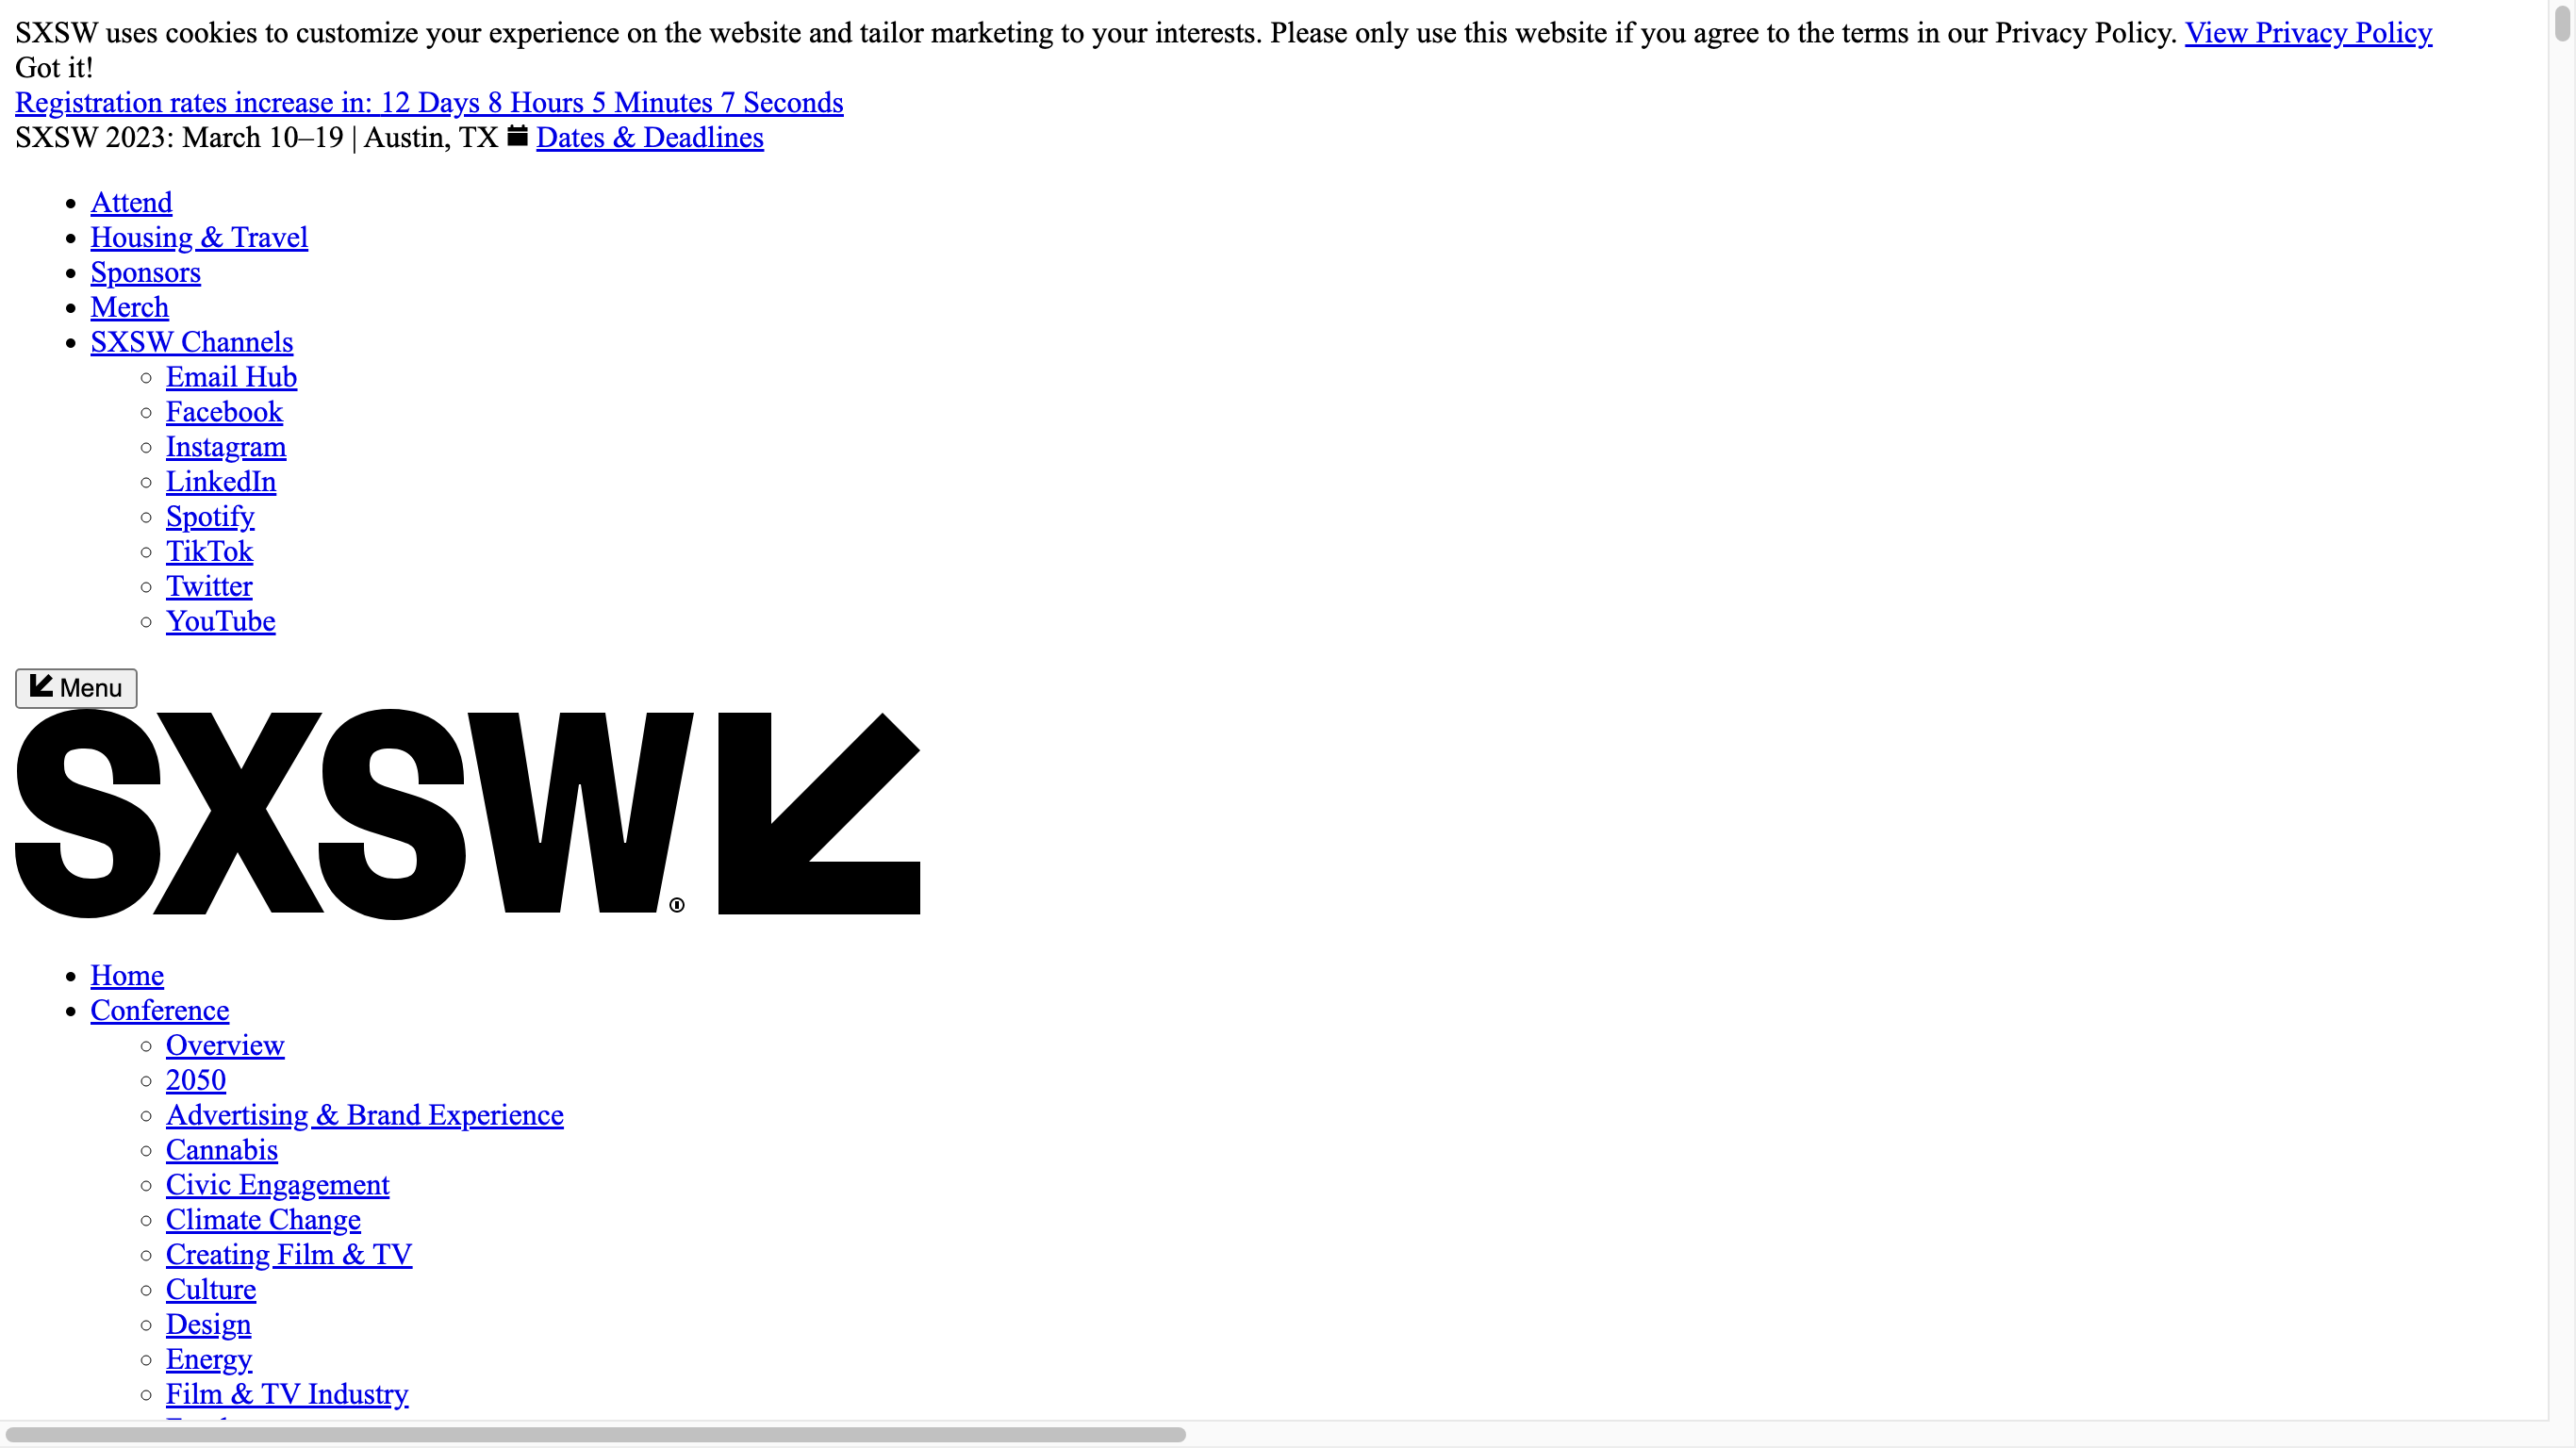 SXSW uses cookies to customize your experience on the website and tailor marketing to your interests. Please only use this website if you agree to the terms in our Privacy Policy. View Privacy Policy
Got it!
Registration rates increase in: 12 Days 8 Hours 5 Minutes 7 Seconds
SXSW 2023: March 10–19 | Austin, TX Dates & Deadlines
Attend
Housing & Travel
Sponsors
Merch
SXSW Channels
Email Hub
Facebook
Instagram
LinkedIn
Spotify
TikTok
Twitter
YouTube
Menu
SXSW®
Home
Conference
Overview
2050
Advertising & Brand Experience
Cannabis
Civic Engagement
Climate Change
Creating Film & TV
Culture
Design
Energy
Film & TV Industry